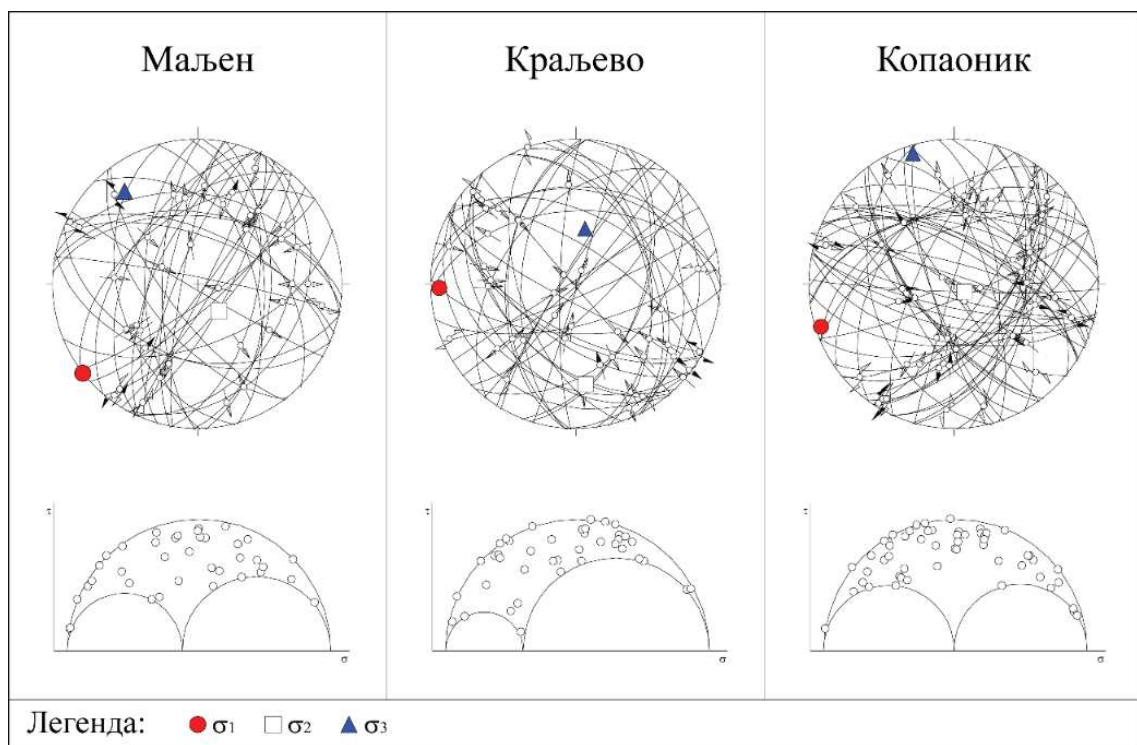 Маљен
Краљево
Копаоник
σ
σ
σ
Легенда: σ1 σ2 σ3